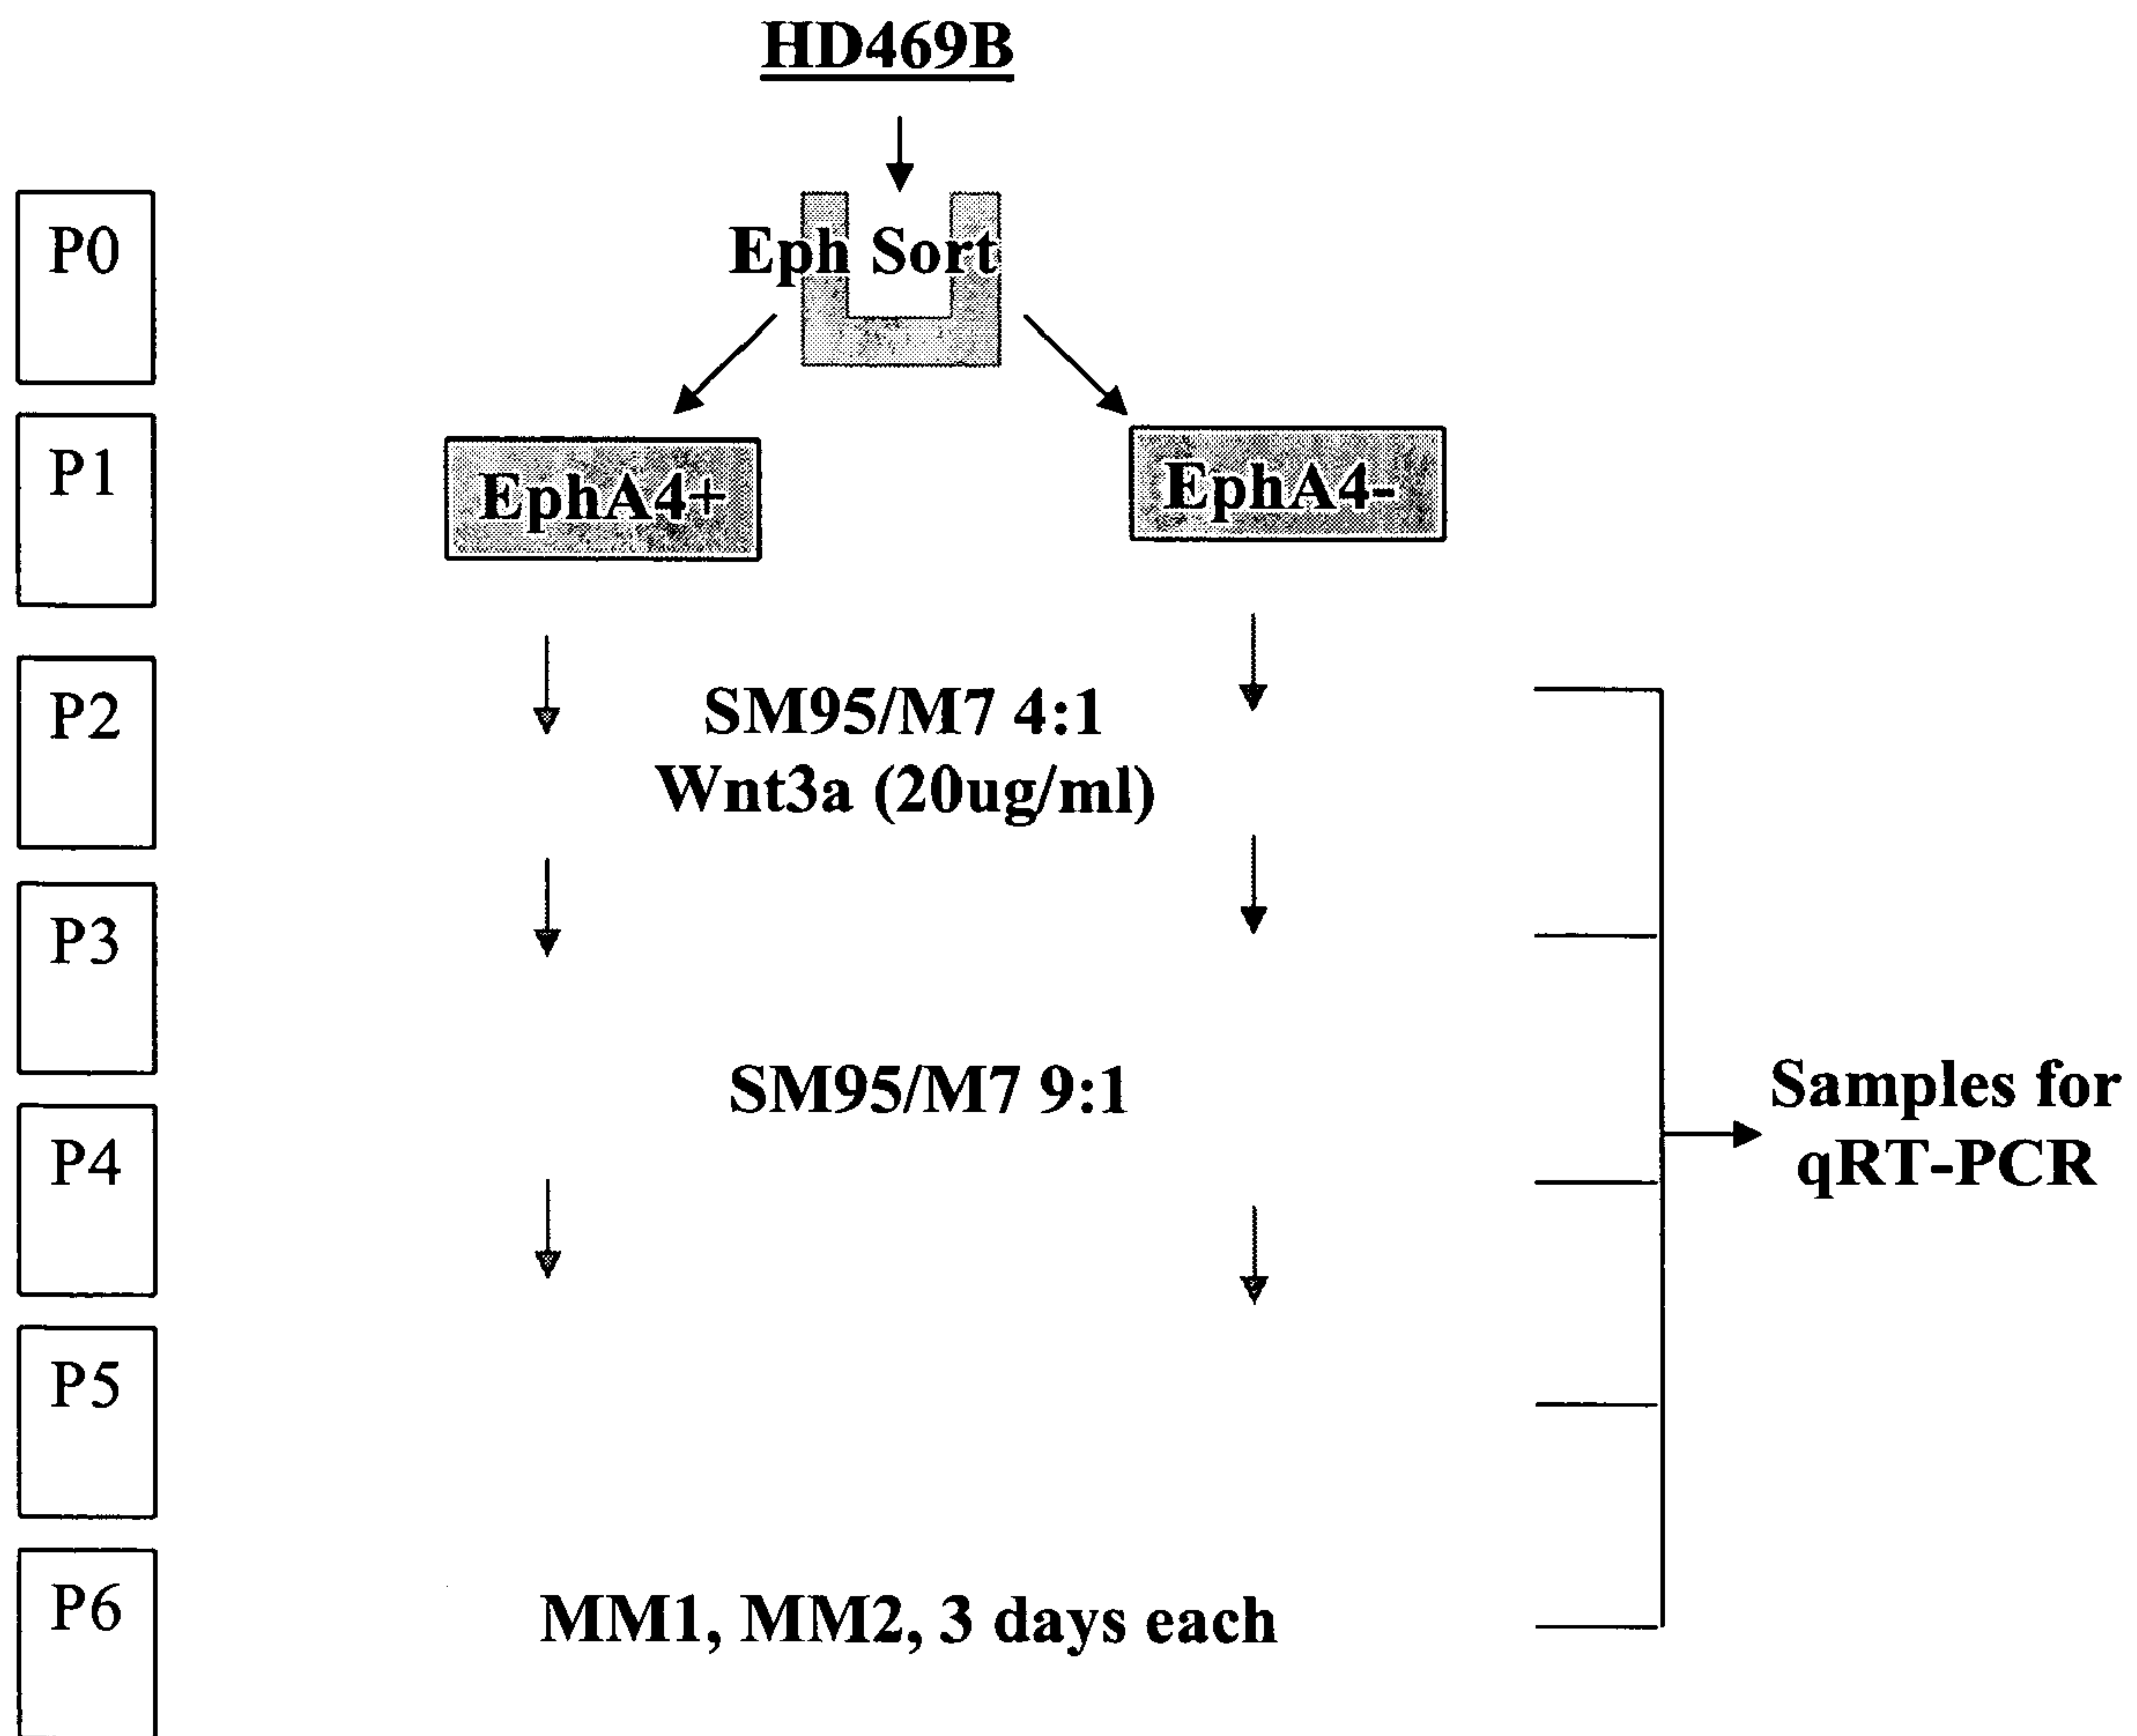 HD469B
P0
Eph Sort
P1
EphA4+
EphA4-
P2
SM95/M7 4:1
Wnt3a (20ug/ml)
P3
SM95/M7 9:1
Samples for
qRT-PCR
P4
P5
P6
MM1, MM2, 3 days each